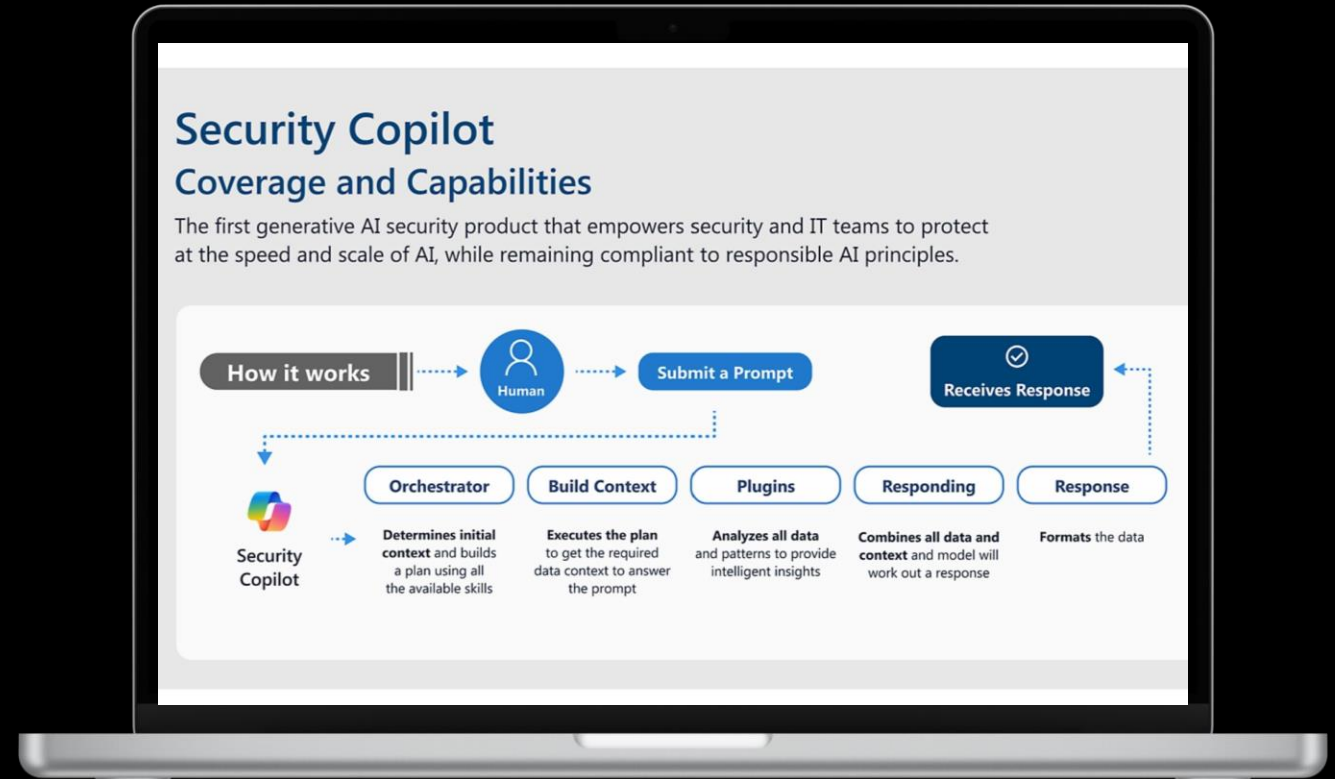 Security Copilot
Coverage and Capabilities
The first generative AI security product that empowers security and IT teams to protect
at the speed and scale of AI, while remaining compliant to responsible AI principles.
How it works
Human
Submit a Prompt
Receives Response
Security
Copilot
Orchestrator
Determines initial
context and builds
a plan using all
the available skills
Build Context
Executes the plan
to get the required
data context to answer
the prompt
Plugins
Analyzes all data
and patterns to provide
intelligent insights
Responding
Combines all data and
context and model will
work out a response
Response
Formats the data